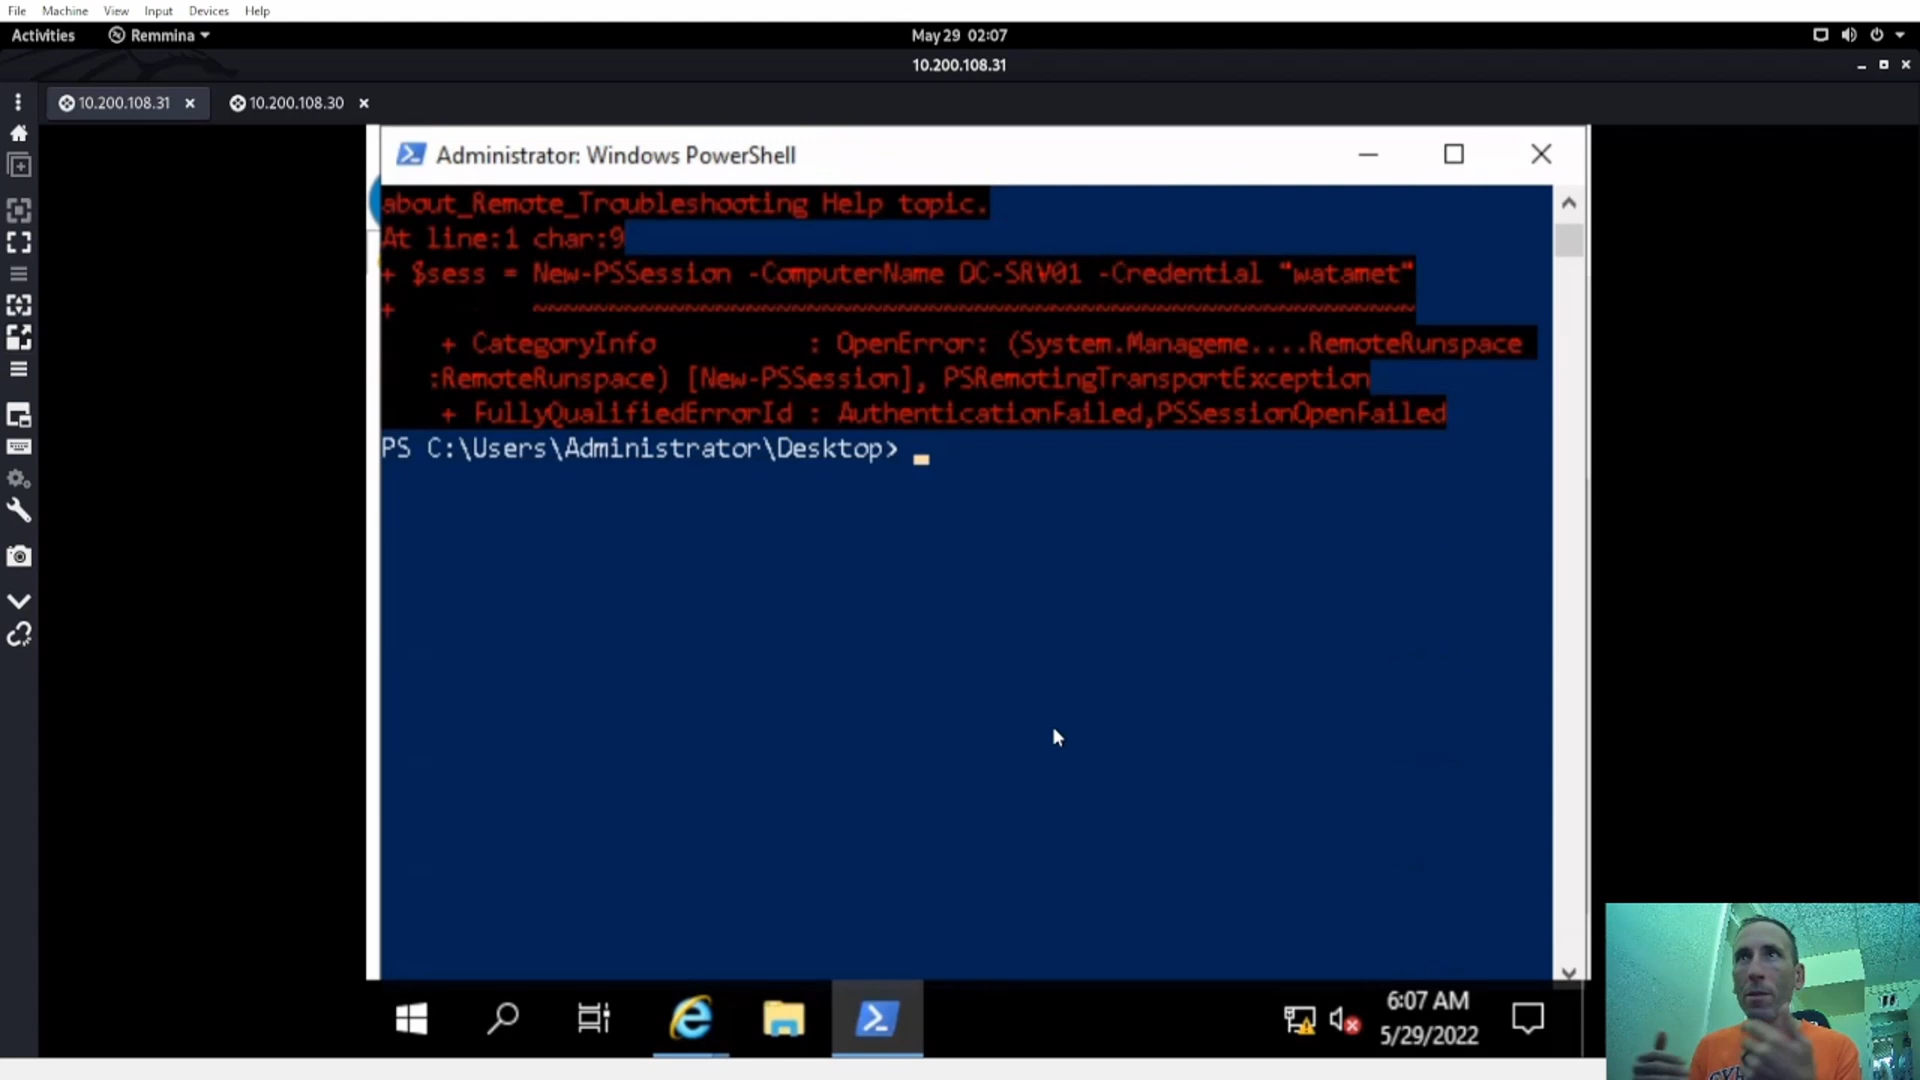 File Machine View Input Devices Help
Activities Remmina May 29 02:07
10.200.108.31
10.200.108.31 10.200.108.30
Administrator: Windows PowerShell
about_Remote_Troubleshooting Help topic.
At line:1 char:9
+ $sess = New-PSSession -ComputerName DC-SRV01 -Credential "watamet"
+ ~~~~~~~~~~~~~~~~~~~~~~~~~~~~~~~~~~~~~~~~~~~~~~~~~~~~~~~~~~
+ CategoryInfo : OpenError: (System.Manageme....RemoteRunspace
:RemoteRunspace) [New-PSSession], PSRemotingTransportException
+ FullyQualifiedErrorId : AuthenticationFailed,PSSessionOpenFailed
PS C:\Users\Administrator\Desktop>
6:07 AM
5/29/2022